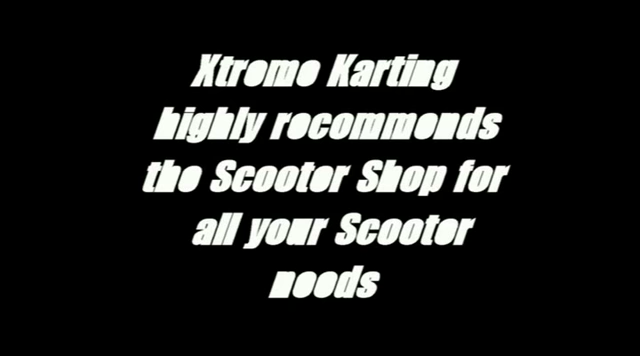 Xtreme Karting
highly recommends
the Scooter Shop for
all your Scooter
needs